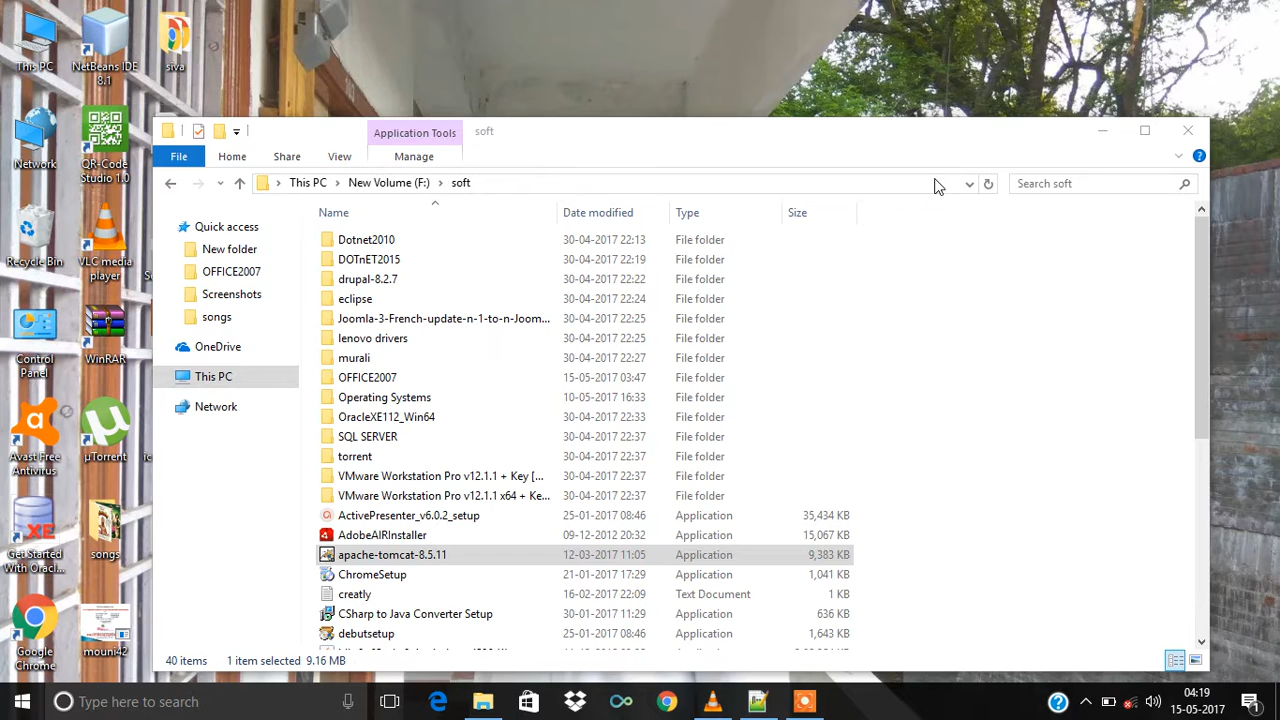 This PC
NetBeans IDE
8.1
siva
Network
QR-Code
Studio 1.0
Recycle Bin
VLC media
player
Control
Panel
WinRAR
Avast Free
Antivirus
µTorrent
Get Started
With Oracl...
songs
Google
Chrome
mouni42
Application Tools
soft
File
Home
Share
View
Manage
This PC
New Volume (F:)
soft
Search soft
Name
Date modified
Type
Size
Quick access
New folder
OFFICE2007
Screenshots
songs
OneDrive
This PC
Network
Dotnet2010 30-04-2017 22:13 File folder
DOTnET2015 30-04-2017 22:19 File folder
drupal-8.2.7 30-04-2017 22:22 File folder
eclipse 30-04-2017 22:24 File folder
Joomla-3-French-update-n-1-to-n-Joom... 30-04-2017 22:25 File folder
lenovo drivers 30-04-2017 22:25 File folder
murali 30-04-2017 22:27 File folder
OFFICE2007 15-05-2017 03:47 File folder
Operating Systems 10-05-2017 16:33 File folder
OracleXE112_Win64 30-04-2017 22:33 File folder
SQL SERVER 30-04-2017 22:37 File folder
torrent 30-04-2017 22:37 File folder
VMware Workstation Pro v12.1.1 + Key [... 30-04-2017 22:37 File folder
VMware Workstation Pro v12.1.1 x64 + Ke... 30-04-2017 22:37 File folder
ActivePresenter_v6.0.2_setup 25-01-2017 08:46 Application 35,434 KB
AdobeAIRInstaller 09-12-2012 20:32 Application 15,067 KB
apache-tomcat-8.5.11 12-03-2017 11:05 Application 9,383 KB
ChromeSetup 21-01-2017 17:29 Application 1,041 KB
creatly 16-02-2017 22:09 Text Document 1 KB
CSharp to Java Converter Setup 30-01-2017 11:29 Application 636 KB
debutsetup 25-01-2017 08:46 Application 1,643 KB
40 items 1 item selected 9.16 MB
Type here to search
04:19
15-05-2017